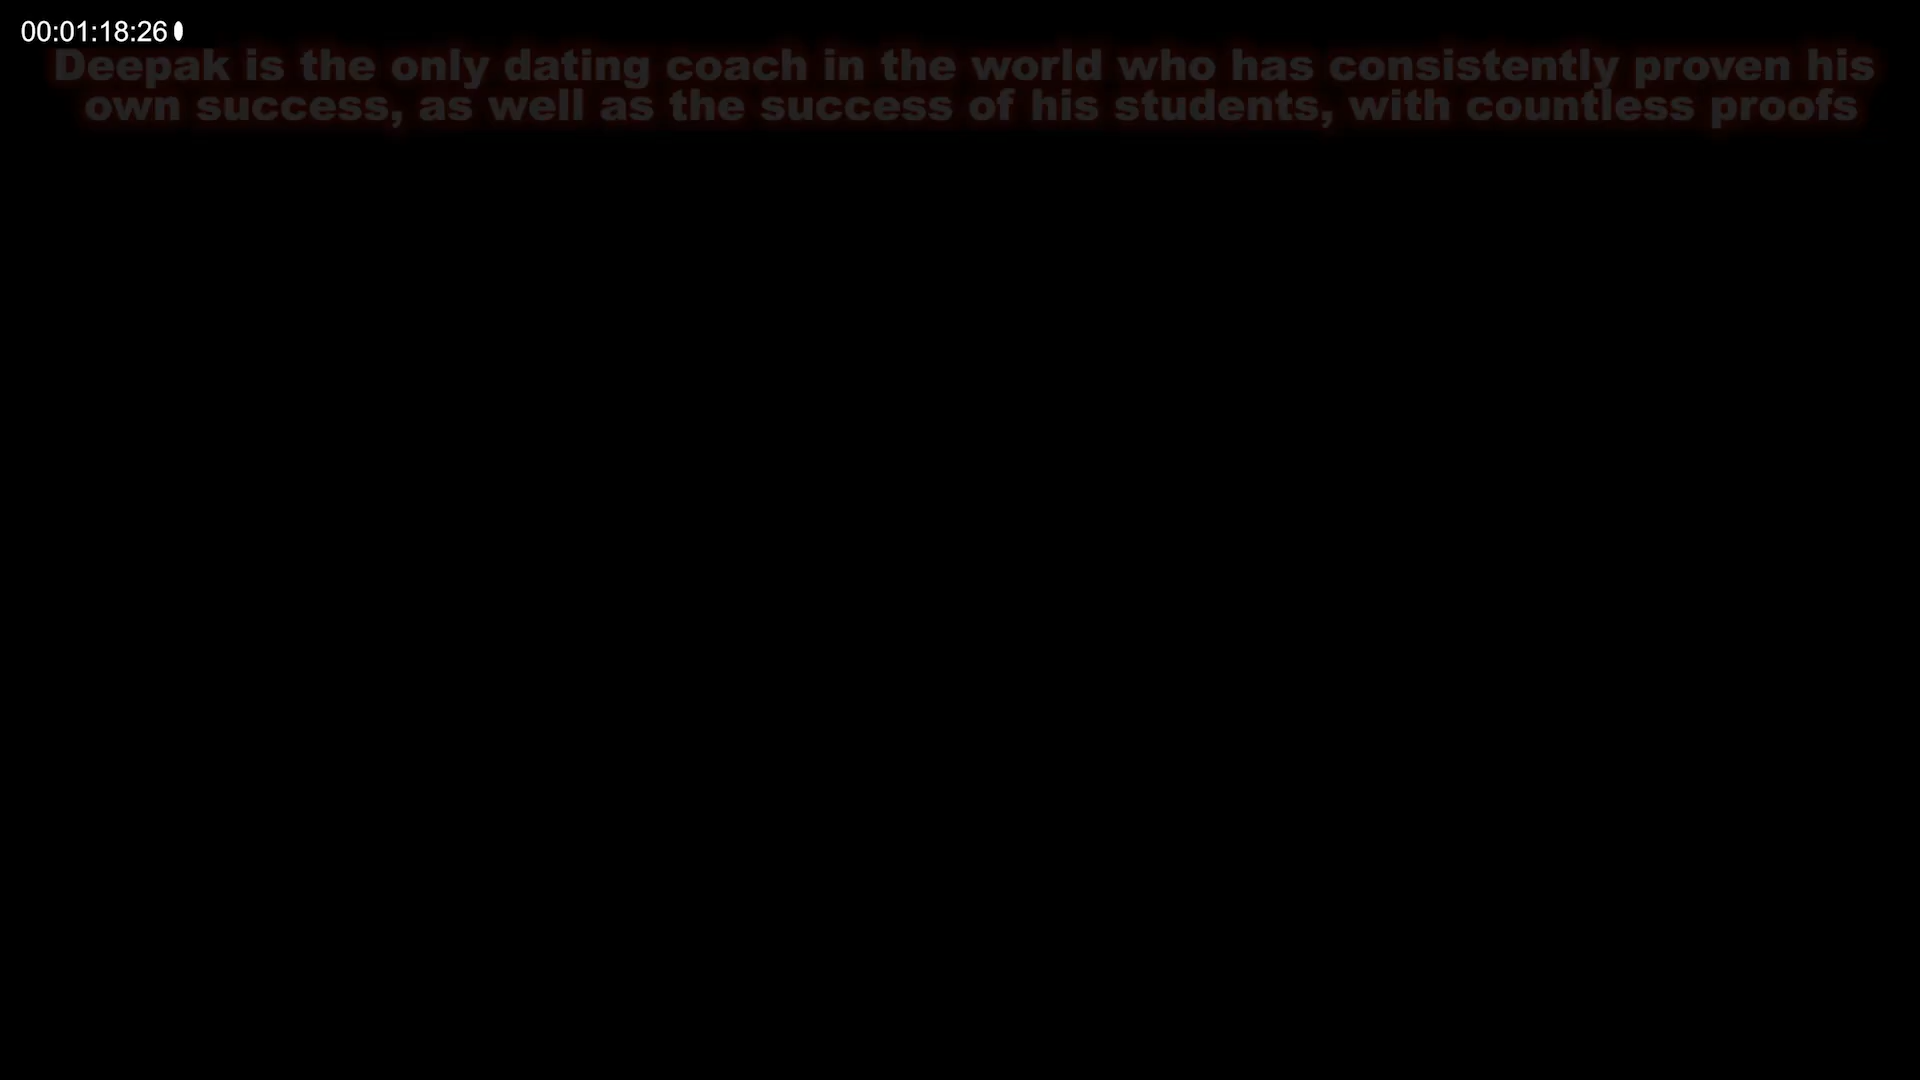 00:01:18:26
Deepak is the only dating coach in the world who has consistently proven his
own success, as well as the success of his students, with countless proofs